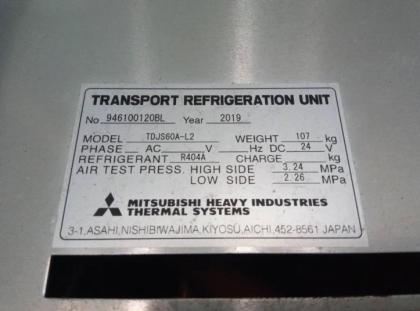 TRANSPORT REFRIGERATION UNIT
No 946100120BL Year 2019
MODEL TDJS60A-L2 WEIGHT 107 kg
PHASE AC V Hz DC 24 V
REFRIGERANT R404A CHARGE kg
AIR TEST PRESS. HIGH SIDE 3.24 MPa
LOW SIDE 2.26 MPa
MITSUBISHI HEAVY INDUSTRIES
THERMAL SYSTEMS
3-1,ASAHI,NISHIBIWAJIMA,KIYOSU,AICHI,452-8561 JAPAN